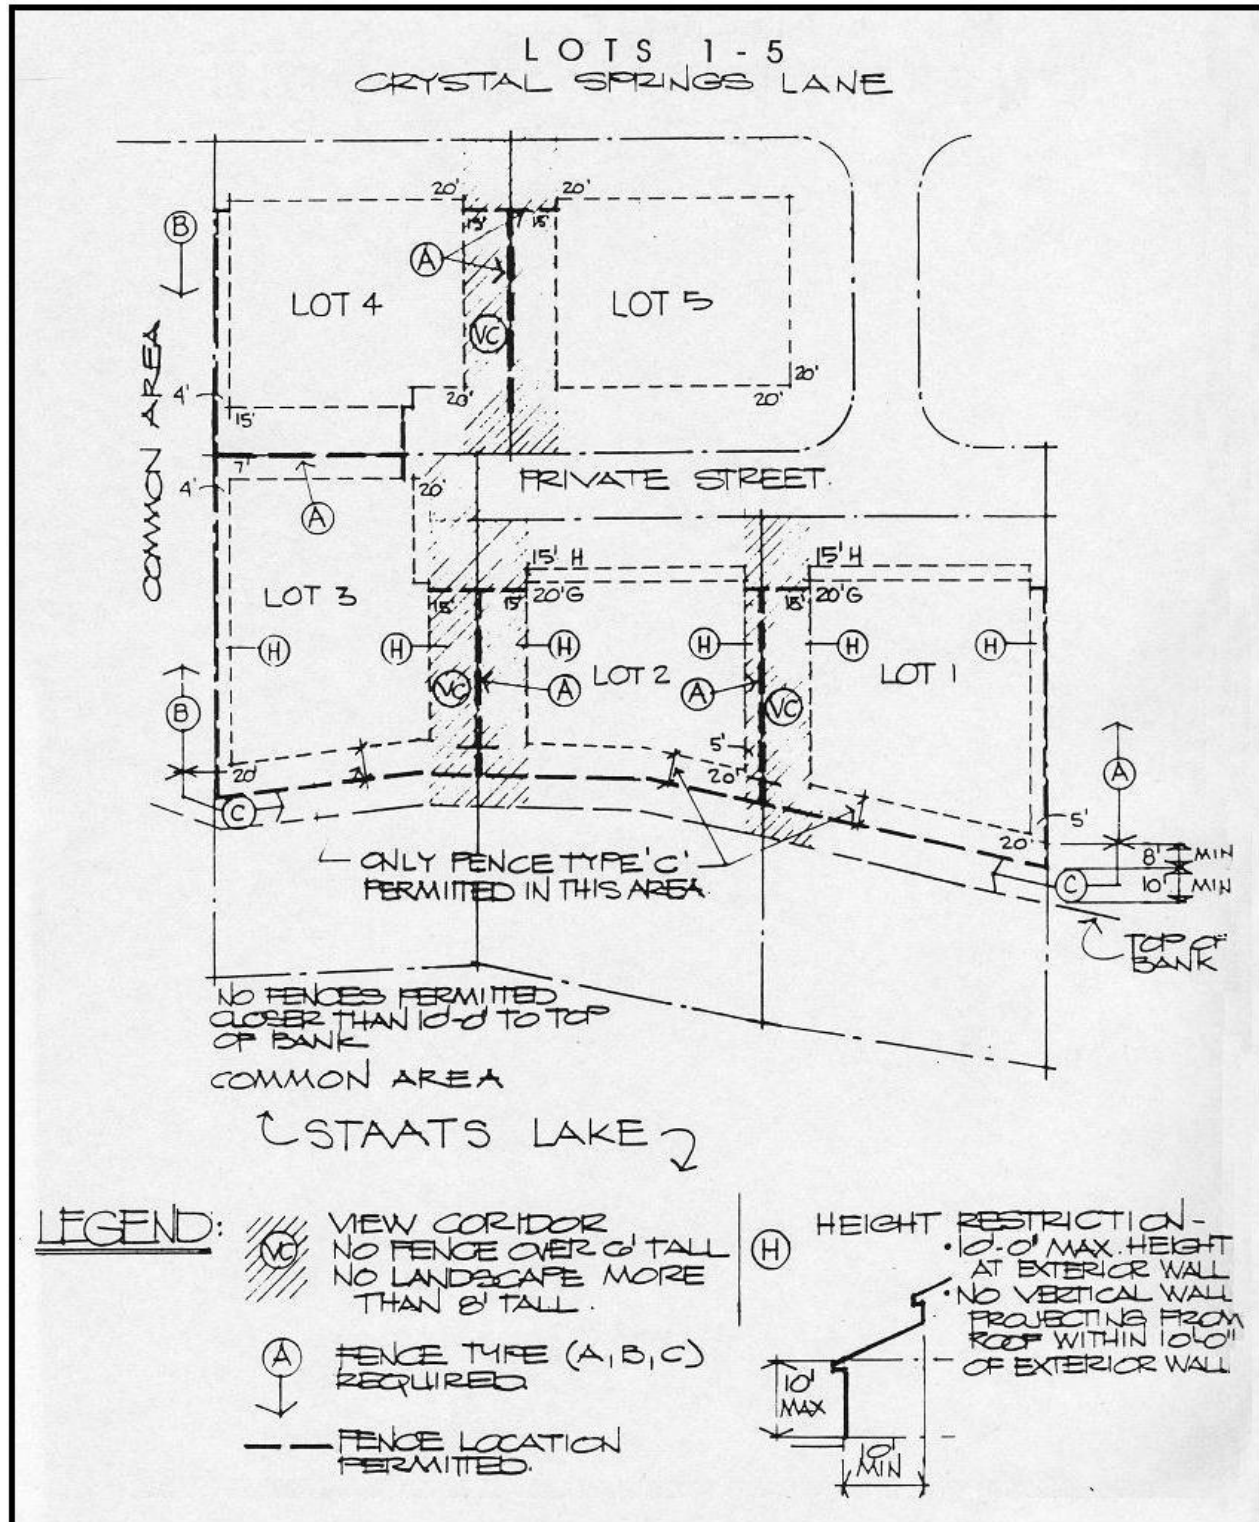 LOTS 1-5
CRYSTAL SPRINGS LANE
20' 20'
B
15' 7' 15'
A
LOT 4
LOT 5
VC
COMMON AREA
4'
15'
20'
20'
20'
7'
4'
20'
A
PRIVATE STREET.
15' H
15' H
20'G
20'G
LOT 3
15'
15'
15'
H
H
H
H
H
H
LOT 2
LOT 1
VC
A
A
VC
B
5'
20'
20'
A
5'
20'
C
8' MIN
10' MIN
C
ONLY FENCE TYPE 'C'
PERMITTED IN THIS AREA.
TOP OF
BANK
NO FENCES PERMITTED
CLOSER THAN 10'-0" TO TOP
OF BANK
COMMON AREA
STAATS LAKE
LEGEND:
VC
VIEW CORIDOR
NO FENCE OVER 6' TALL
NO LANDSCAPE MORE
THAN 8' TALL.
A
FENCE TYPE (A, B, C)
REQUIRED.
FENCE LOCATION
PERMITTED.
H
HEIGHT RESTRICTION -
• 10'-0" MAX. HEIGHT
AT EXTERIOR WALL
• NO VERTICAL WALL
PROJECTING FROM
ROOF WITHIN 10'-0"
OF EXTERIOR WALL
10'
MAX
10'
MIN